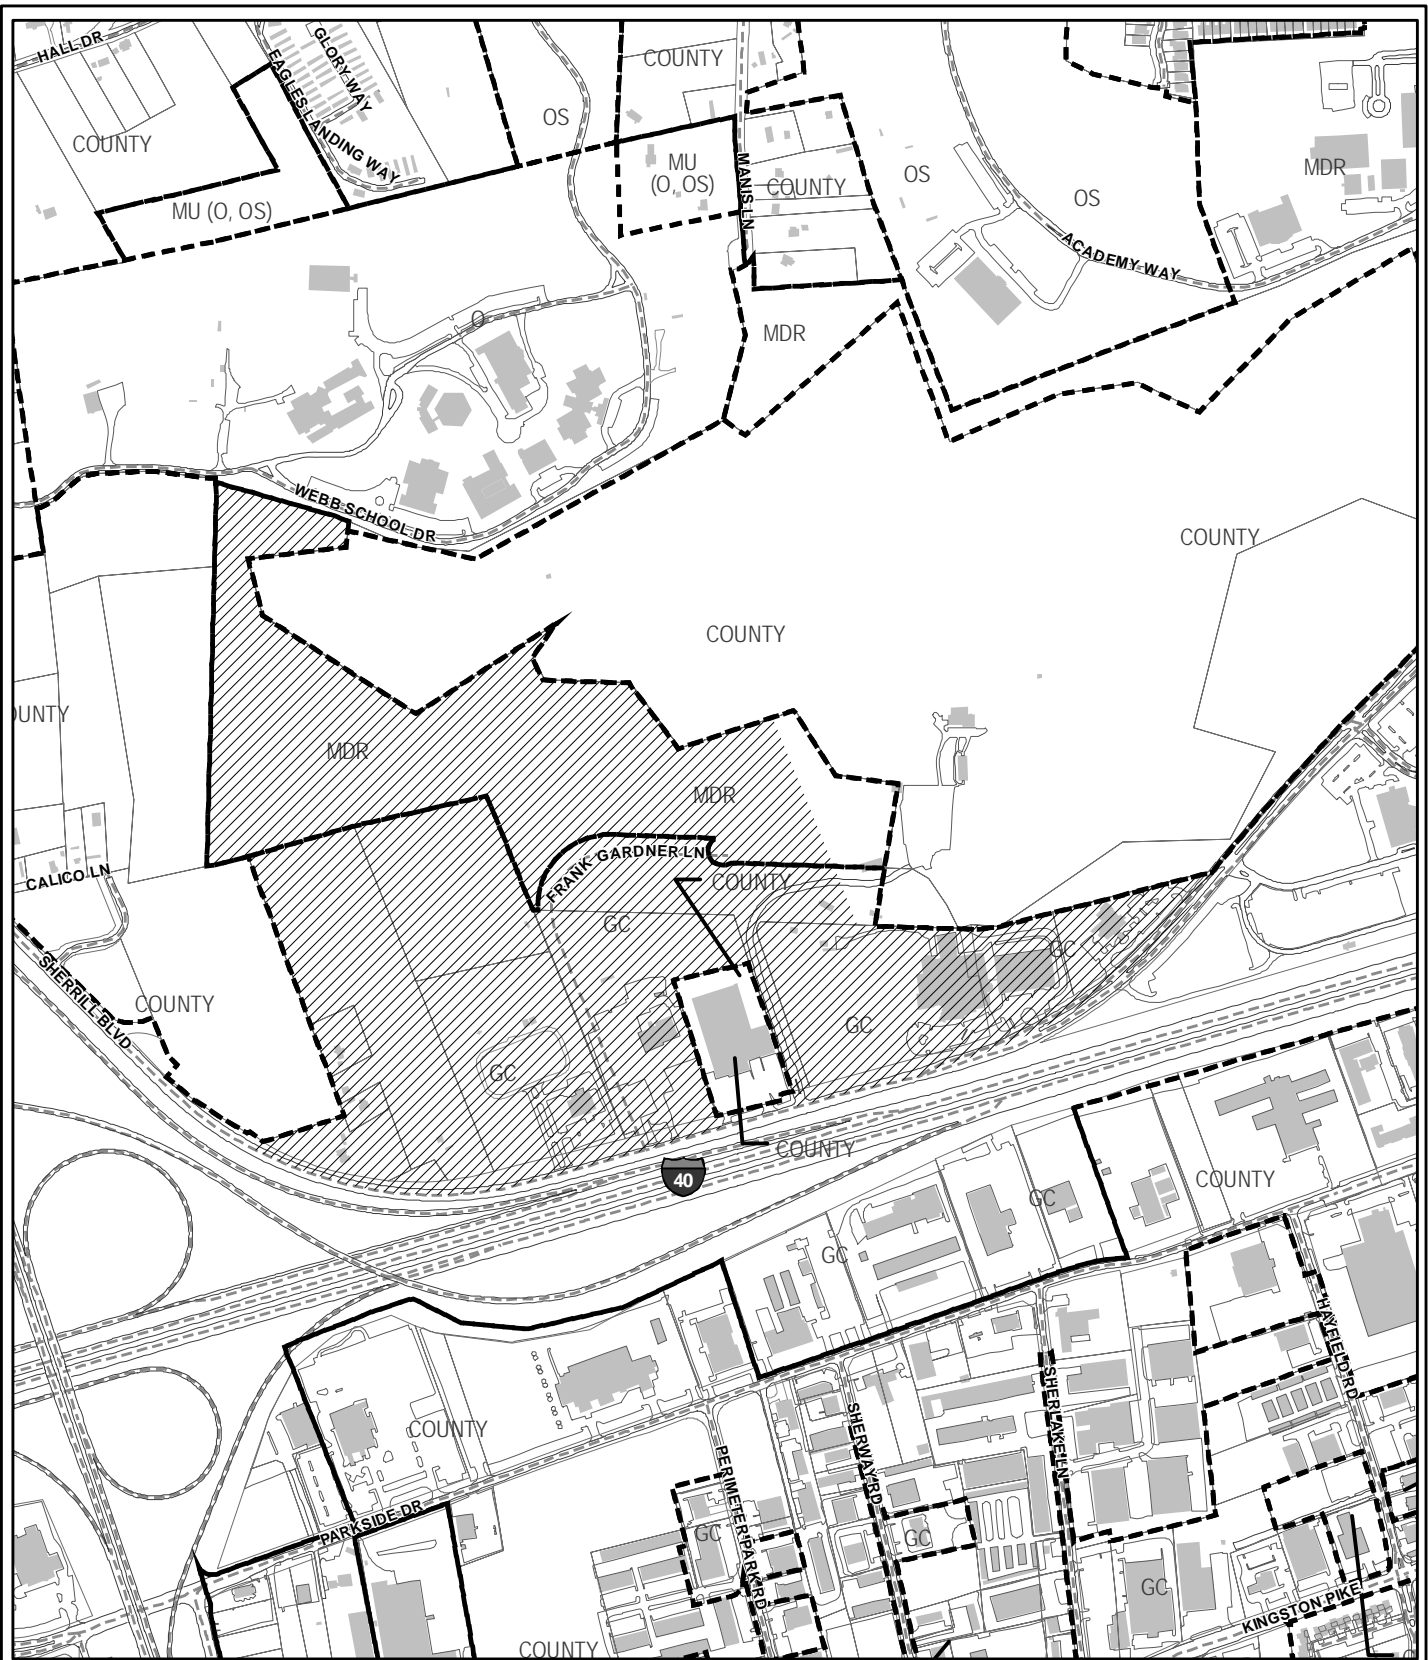 HALL DR
GLORY WAY
EAGLES LANDING WAY
COUNTY
OS
COUNTY
MU
(O, OS)
MANIS LN
COUNTY
OS
OS
MDR
MU (O, OS)
ACADEMY WAY
O
MDR
WEBB SCHOOL DR
COUNTY
COUNTY
OUNTY
MDR
MDR
FRANK GARDNER LN
CALICO LN
COUNTY
GC
GC
SHERRILL BLVD
COUNTY
GC
GC
COUNTY
40
COUNTY
GC
GC
HAYFIELD RD
SHERLAKE LN
COUNTY
SHERWAY RD
PERIMETER PARK RD
PARKSIDE DR
GC
GC
GC
KINGSTON PIKE
COUNTY